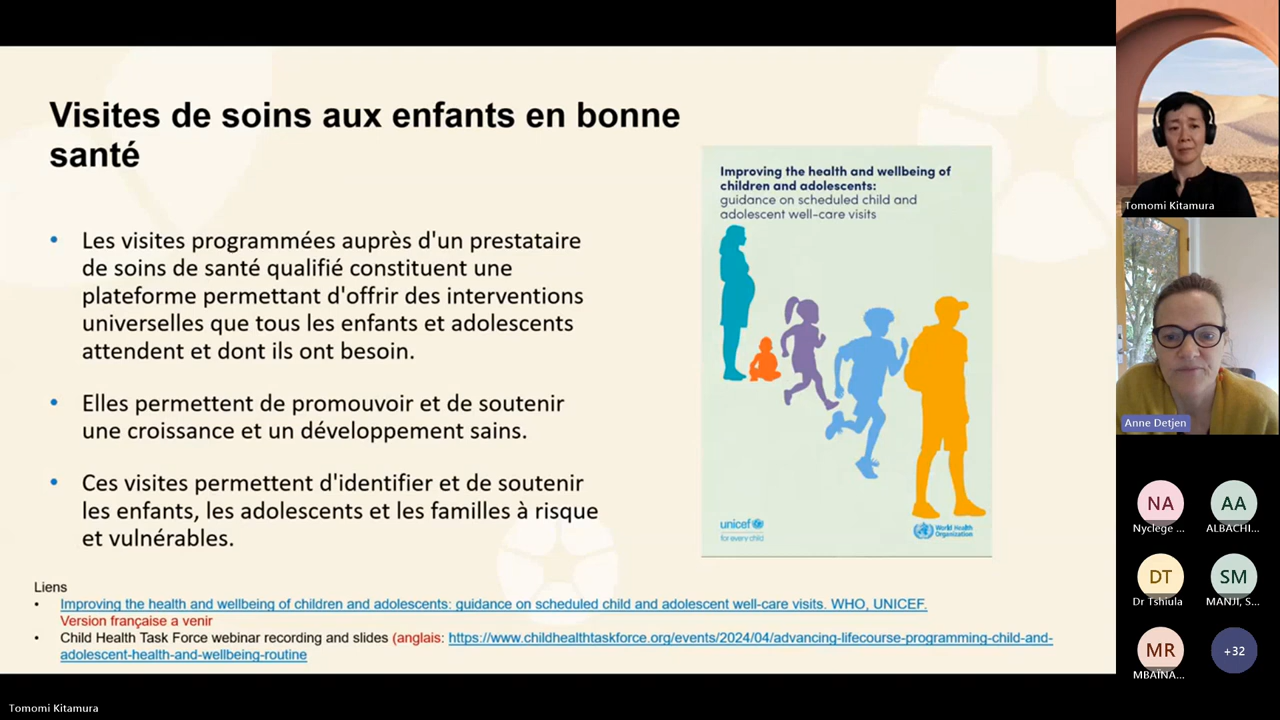 Visites de soins aux enfants en bonne
santé
• Les visites programmées auprès d'un prestataire
de soins de santé qualifié constituent une
plateforme permettant d'offrir des interventions
universelles que tous les enfants et adolescents
attendent et dont ils ont besoin.
• Elles permettent de promouvoir et de soutenir
une croissance et un développement sains.
• Ces visites permettent d'identifier et de soutenir
les enfants, les adolescents et les familles à risque
et vulnérables.
Improving the health and wellbeing of
children and adolescents:
guidance on scheduled child and
adolescent well-care visits
unicef
for every child
World Health
Organization
Liens
• Improving the health and wellbeing of children and adolescents: guidance on scheduled child and adolescent well-care visits. WHO, UNICEF.
Version française a venir
• Child Health Task Force webinar recording and slides (anglais: https://www.childhealthtaskforce.org/events/2024/04/advancing-lifecourse-programming-child-and-
adolescent-health-and-wellbeing-routine
Tomomi Kitamura
Anne Detjen
NA
Nyclege ...
AA
ALBACHI...
DT
Dr Tshiula
SM
MANJI, S...
MR
MBAÏNA...
+32
Tomomi Kitamura